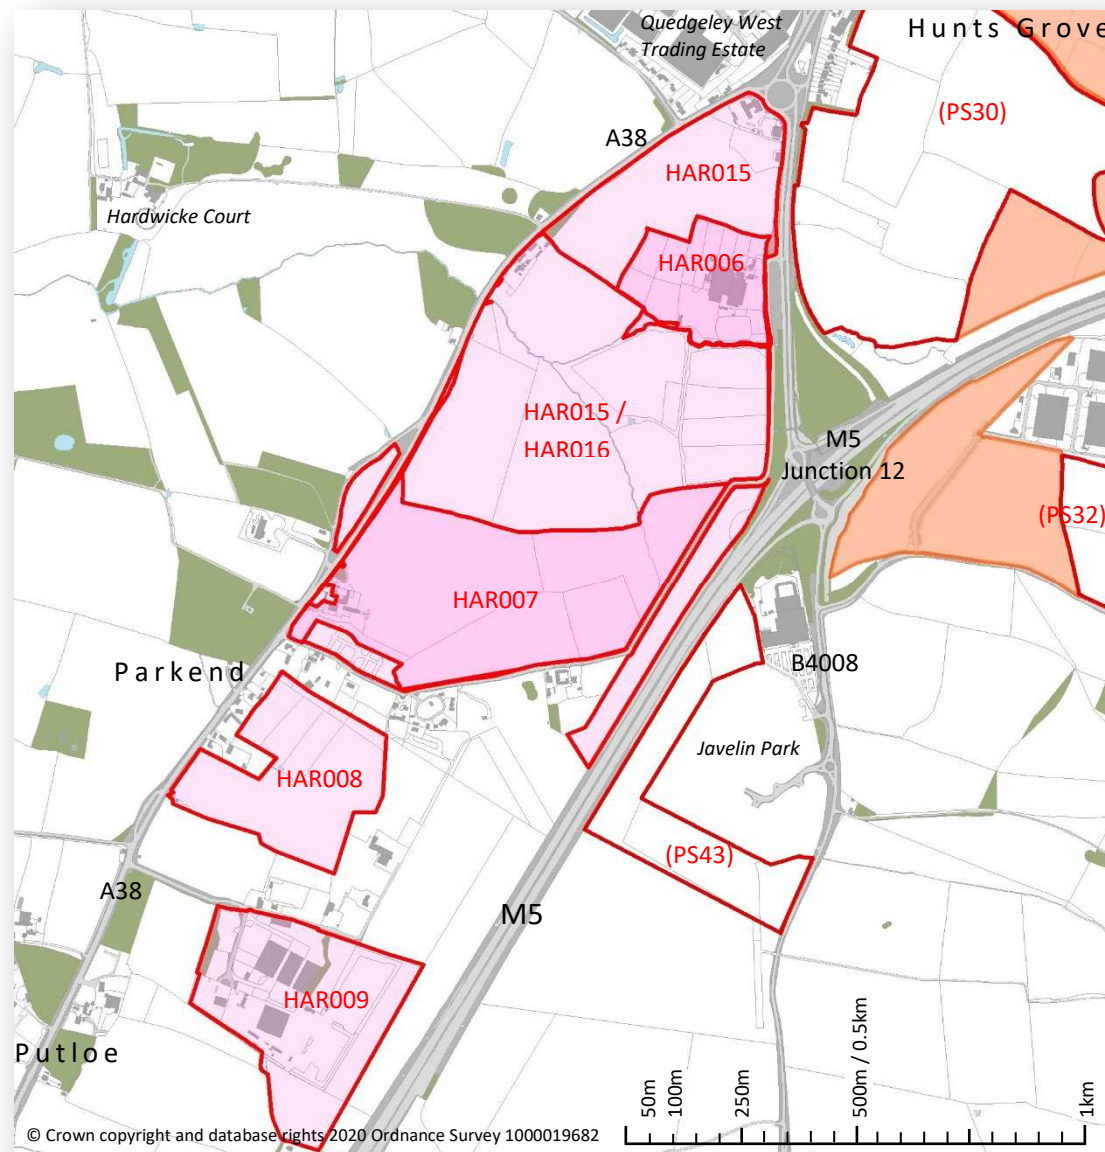 Quedgeley West
Trading Estate
Hunts Grove
(PS30)
A38
HAR015
Hardwicke Court
HAR006
HAR015 /
HAR016
M5
Junction 12
(PS32)
HAR007
B4008
Parkend
Javelin Park
HAR008
(PS43)
A38
M5
HAR009
Putloe
50m
100m
250m
500m / 0.5km
1km
© Crown copyright and database rights 2020 Ordnance Survey 1000019682